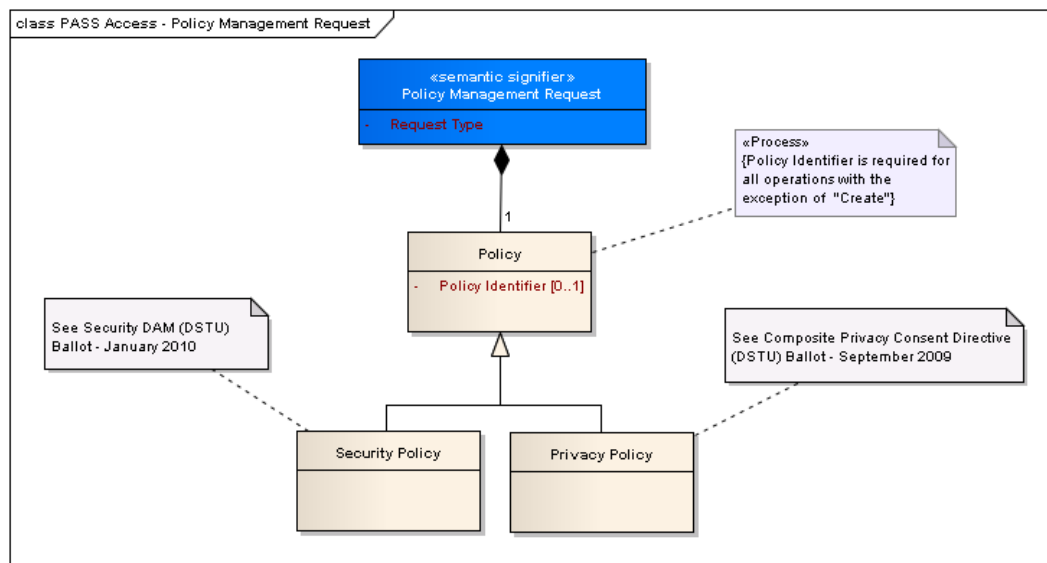 class PASS Access - Policy Management Request
«semantic signifier»
Policy Management Request
- Request Type
«Process»
{Policy Identifier is required for
all operations with the
exception of "Create"}
1
Policy
- Policy Identifier [0..1]
See Security DAM (DSTU)
Ballot - January 2010
See Composite Privacy Consent Directive
(DSTU) Ballot - September 2009
Security Policy
Privacy Policy